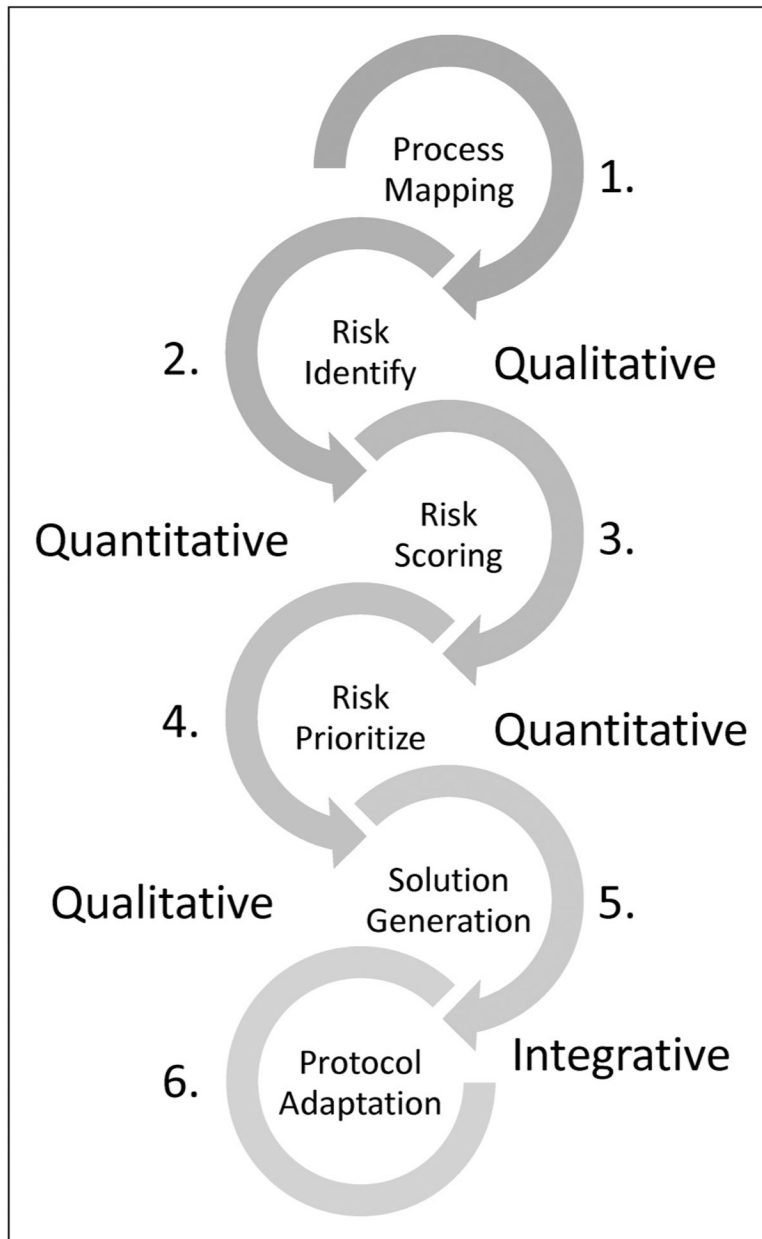 Process
Mapping
1.
2.
Risk
Identify
Qualitative
Quantitative
Risk
Scoring
3.
4.
Risk
Prioritize
Quantitative
Qualitative
Solution
Generation
5.
6.
Protocol
Adaptation
Integrative